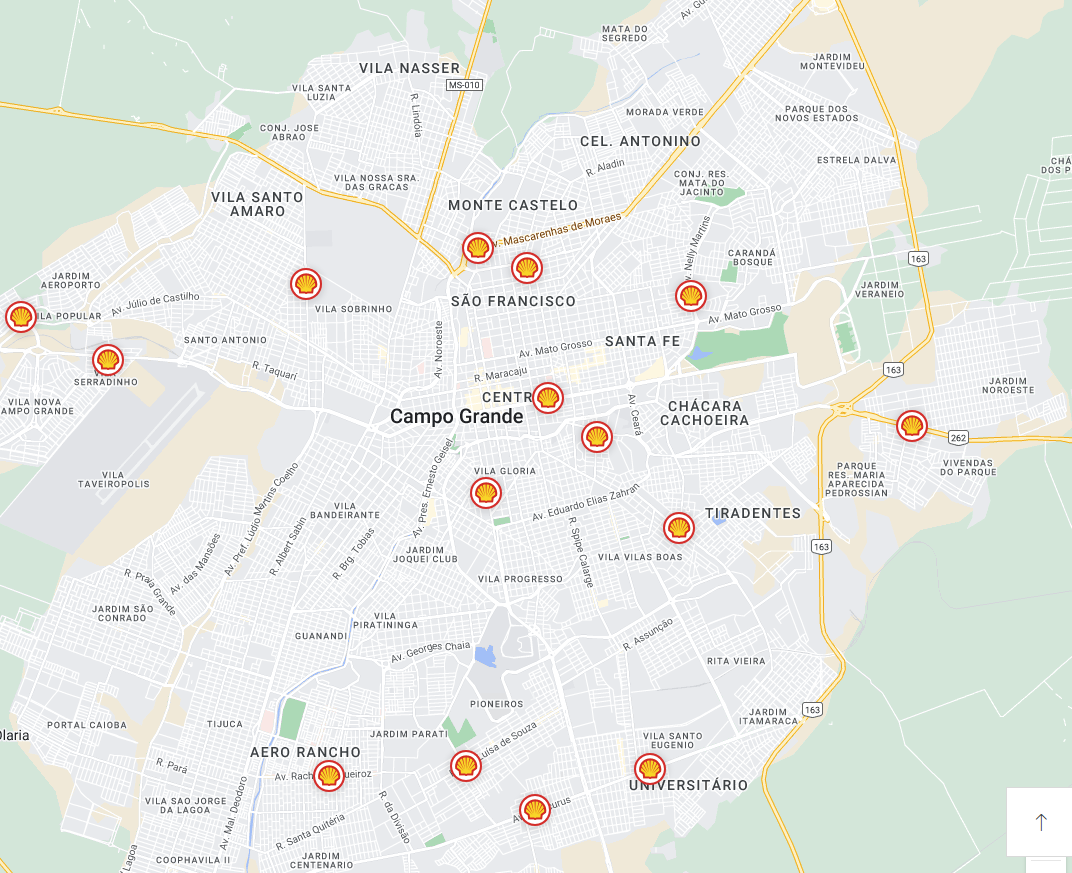 MATA DO
SEGREDO
Av. Gu
VILA NASSER
MS-010
VILA SANTA
LUZIA
R. Lindóia
JARDIM
MONTEVIDEU
MORADA VERDE
PARQUE DOS
NOVOS ESTADOS
CONJ. JOSE
ABRAO
CEL. ANTONINO
R. Aladin
ESTRELA DALVA
CHÁ
DOS P
VILA NOSSA SRA.
DAS GRACAS
CONJ. RES.
MATA DO
JACINTO
VILA SANTO
AMARO
MONTE CASTELO
v. Mascarenhas de Moraes
v. Nelly Martins
CARANDÁ
BOSQUE
163
JARDIM
AEROPORTO
JARDIM
VERANEIO
Av. Júlio de Castilho
VILA SOBRINHO
SÃO FRANCISCO
Av. Mato Grosso
ILA POPULAR
SANTO ANTONIO
Av. Noroeste
Av. Mato Grosso
SANTA FE
R. Taquarí
R. Maracaju
163
SERRADINHO
JARDIM
NOROESTE
VILA NOVA
AMPO GRANDE
CENTR
Campo Grande
Av. Ceará
CHÁCARA
CACHOEIRA
262
VILA
TAVEIROPOLIS
Av. Pref. Lúdio Martins Coelho
Av. Pres. Ernesto Geisel
VILA GLORIA
PARQUE
RES. MARIA
APARECIDA
PEDROSSIAN
VIVENDAS
DO PARQUE
VILA
BANDEIRANTE
Av. Eduardo Elias Zahran
TIRADENTES
R. Albert Sabin
R. Brg. Tobias
R. Spipe Calarge
163
Av. das Mansões
JARDIM
JOQUEI CLUB
VILA VILAS BOAS
R. Praia Grande
VILA PROGRESSO
JARDIM SÃO
CONRADO
VILA
PIRATININGA
GUANANDI
Av. Georges Chaia
R. Assunção
RITA VIEIRA
PIONEIROS
163
JARDIM
ITAMARACA
PORTAL CAIOBA
TIJUCA
JARDIM PARATI
Luísa de Souza
VILA SANTO
EUGENIO
Olaria
AERO RANCHO
R. Pará
Av. Rach
ueiroz
UNIVERSITÁRIO
VILA SAO JORGE
DA LAGOA
Av. Mal. Deodoro
R. da Divisão
Av.
urus
R. Santa Quitéria
COOPHAVILA II
JARDIM
CENTENARIO
Lagoa